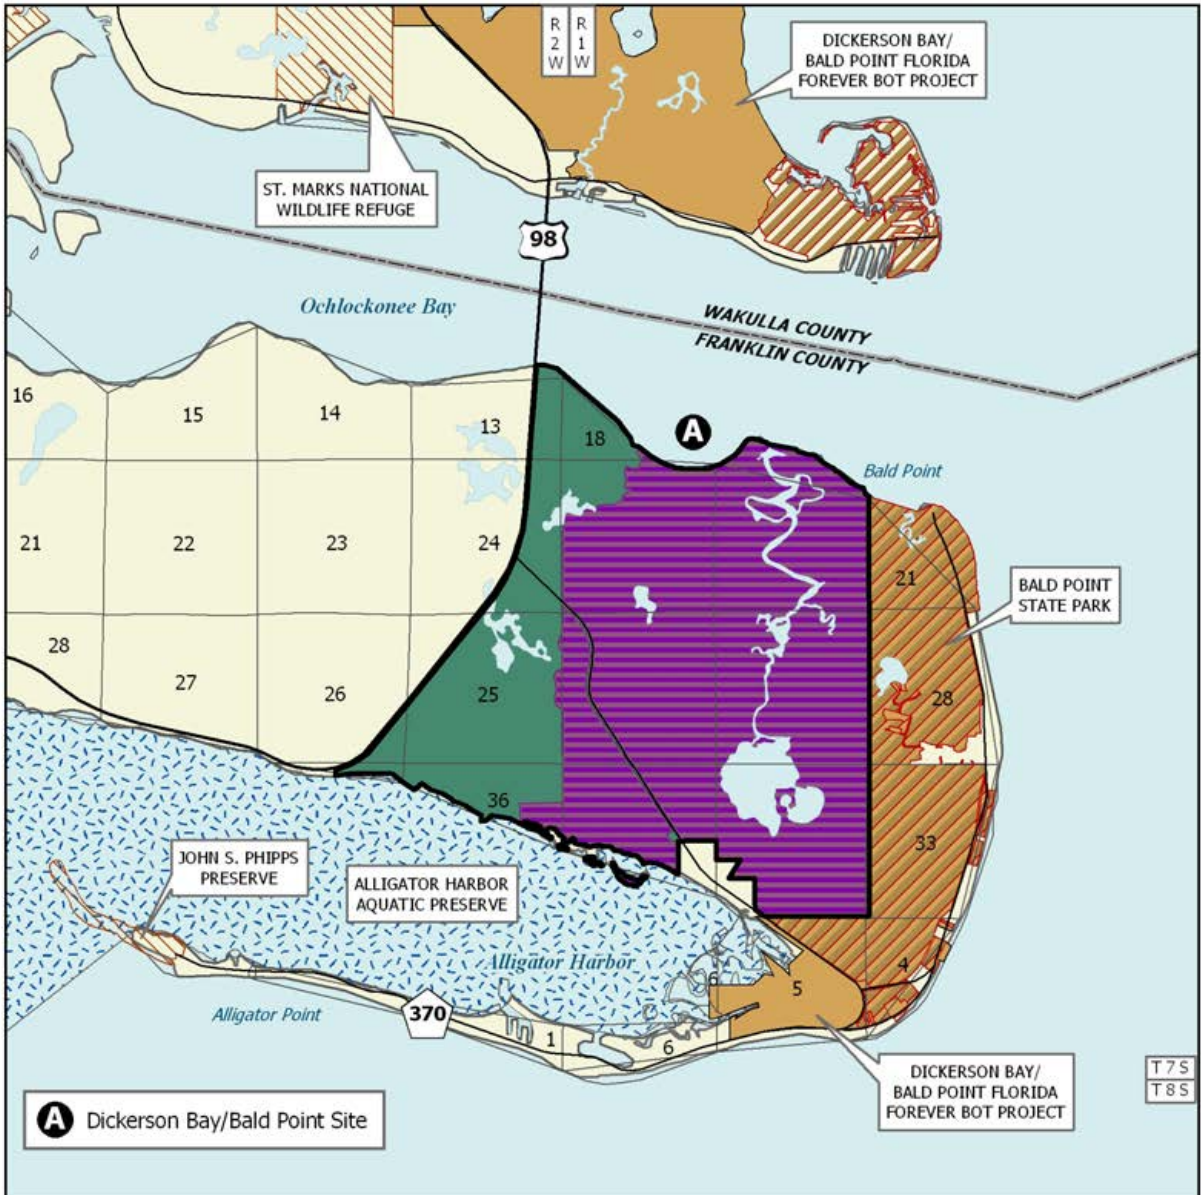 R
2
W
R
1
W
DICKERSON BAY/
BALD POINT FLORIDA
FOREVER BOT PROJECT
ST. MARKS NATIONAL
WILDLIFE REFUGE
98
Ochlockonee Bay
WAKULLA COUNTY
FRANKLIN COUNTY
16
15
14
13
18
A
Bald Point
21
22
23
24
21
BALD POINT
STATE PARK
28
27
26
25
28
36
33
JOHN S. PHIPPS
PRESERVE
ALLIGATOR HARBOR
AQUATIC PRESERVE
Alligator Harbor
6
4
5
Alligator Point
370
1
6
DICKERSON BAY/
BALD POINT FLORIDA
FOREVER BOT PROJECT
T 7 S
T 8 S
A Dickerson Bay/Bald Point Site